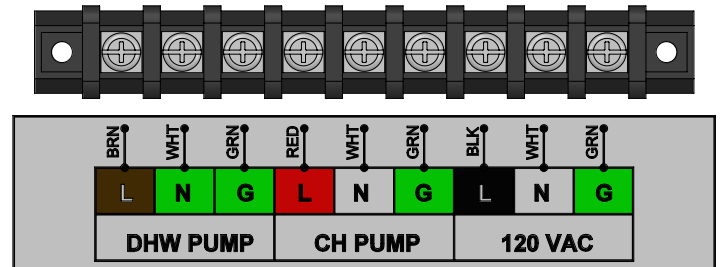 BRN WHT GRN RED WHT GRN BLK WHT GRN
L N G L N G L N G
DHW PUMP CH PUMP 120 VAC